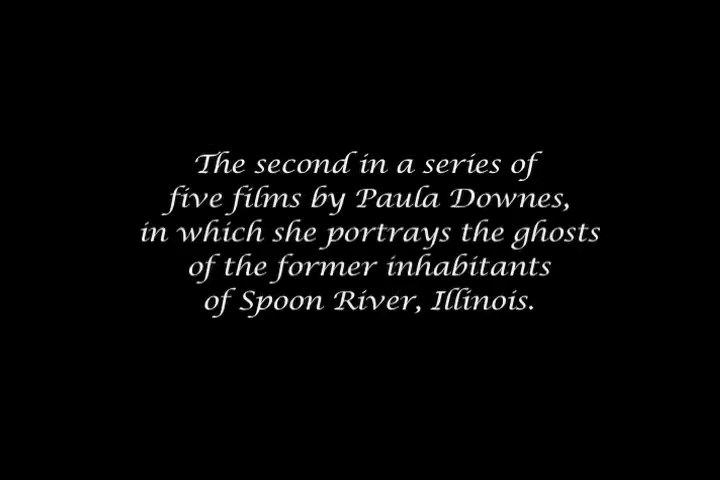 The second in a series of
five films by Paula Downes,
in which she portrays the ghosts
of the former inhabitants
of Spoon River, Illinois.